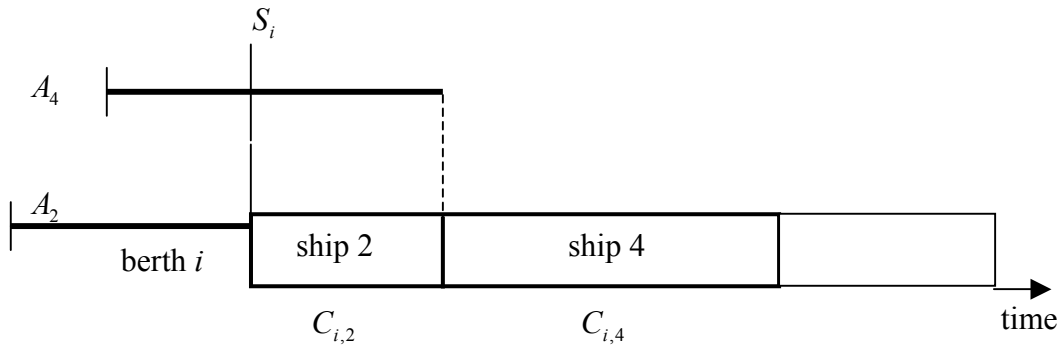 S_i
A_4
A_2
berth i
ship 2
ship 4
time
C_{i,2}
C_{i,4}